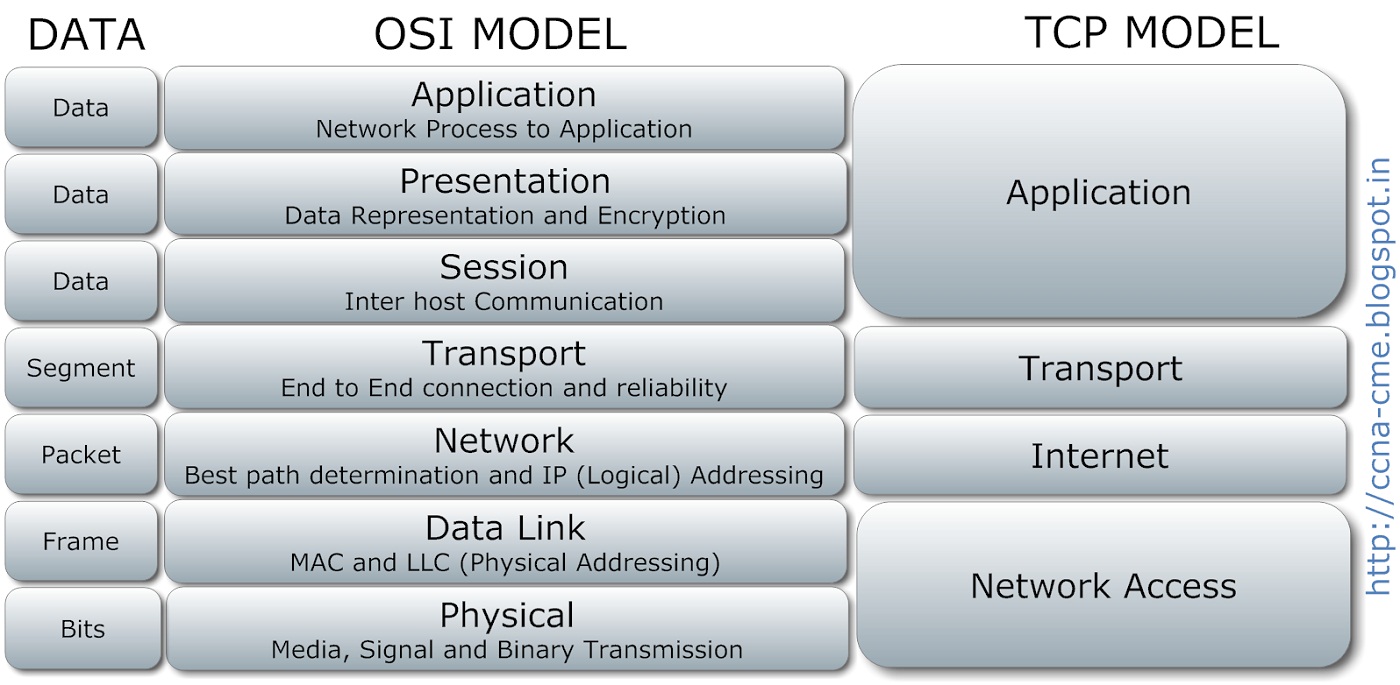 DATA
OSI MODEL
TCP MODEL
Data
Application
Network Process to Application
Data
Presentation
Data Representation and Encryption
Data
Session
Inter host Communication
Application
Segment
Transport
End to End connection and reliability
Transport
Packet
Network
Best path determination and IP (Logical) Addressing
Internet
Frame
Data Link
MAC and LLC (Physical Addressing)
Bits
Physical
Media, Signal and Binary Transmission
Network Access
http://ccna-cme.blogspot.in